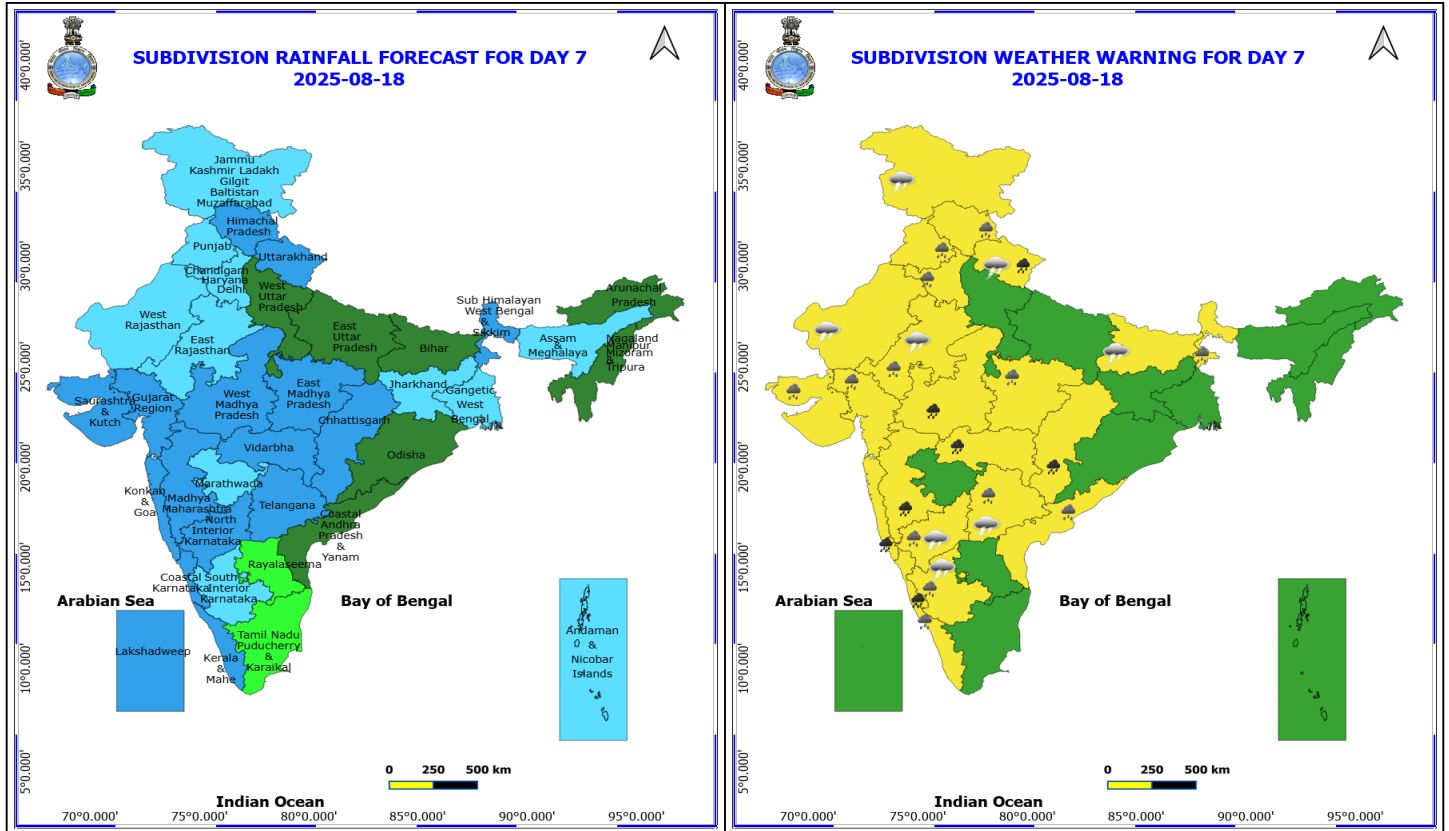 SUBDIVISION RAINFALL FORECAST FOR DAY 7
2025-08-18
40°0.000'
35°0.000'
30°0.000'
25°0.000'
20°0.000'
15°0.000'
10°0.000'
5°0.000'
Jammu
Kashmir Ladakh
Gilgit
Baltistan
Muzaffarabad
Himachal
Pradesh
Punjab
Uttarakhand
Chandigarh
Haryana
Delhi
West
Uttar
Pradesh
West
Rajasthan
East
Rajasthan
East
Uttar
Pradesh
Bihar
Sub Himalayan
West Bengal
&
Sikkim
Arunachal
Pradesh
Assam
&
Meghalaya
Nagaland
Manipur
Mizoram
&
Tripura
Jharkhand
Gangetic
West
Bengal
Saurashtra
&
Kutch
Gujarat
Region
West
Madhya
Pradesh
East
Madhya
Pradesh
Chhattisgarh
Vidarbha
Odisha
Konkan
&
Goa
Madhya
Maharashtra
Marathwada
Telangana
North
Interior
Karnataka
Coastal
Andhra
Pradesh
&
Yanam
Rayalaseema
Coastal
Karnataka
South
Interior
Karnataka
Tamil Nadu
Puducherry
&
Karaikal
Kerala
&
Mahe
Lakshadweep
Andaman
&
Nicobar
Islands
Arabian Sea
Bay of Bengal
0 250 500 km
Indian Ocean
70°0.000' 75°0.000' 80°0.000' 85°0.000' 90°0.000' 95°0.000'
SUBDIVISION WEATHER WARNING FOR DAY 7
2025-08-18
40°0.000'
35°0.000'
30°0.000'
25°0.000'
20°0.000'
15°0.000'
10°0.000'
5°0.000'
Arabian Sea
Bay of Bengal
0 250 500 km
Indian Ocean
70°0.000' 75°0.000' 80°0.000' 85°0.000' 90°0.000' 95°0.000'